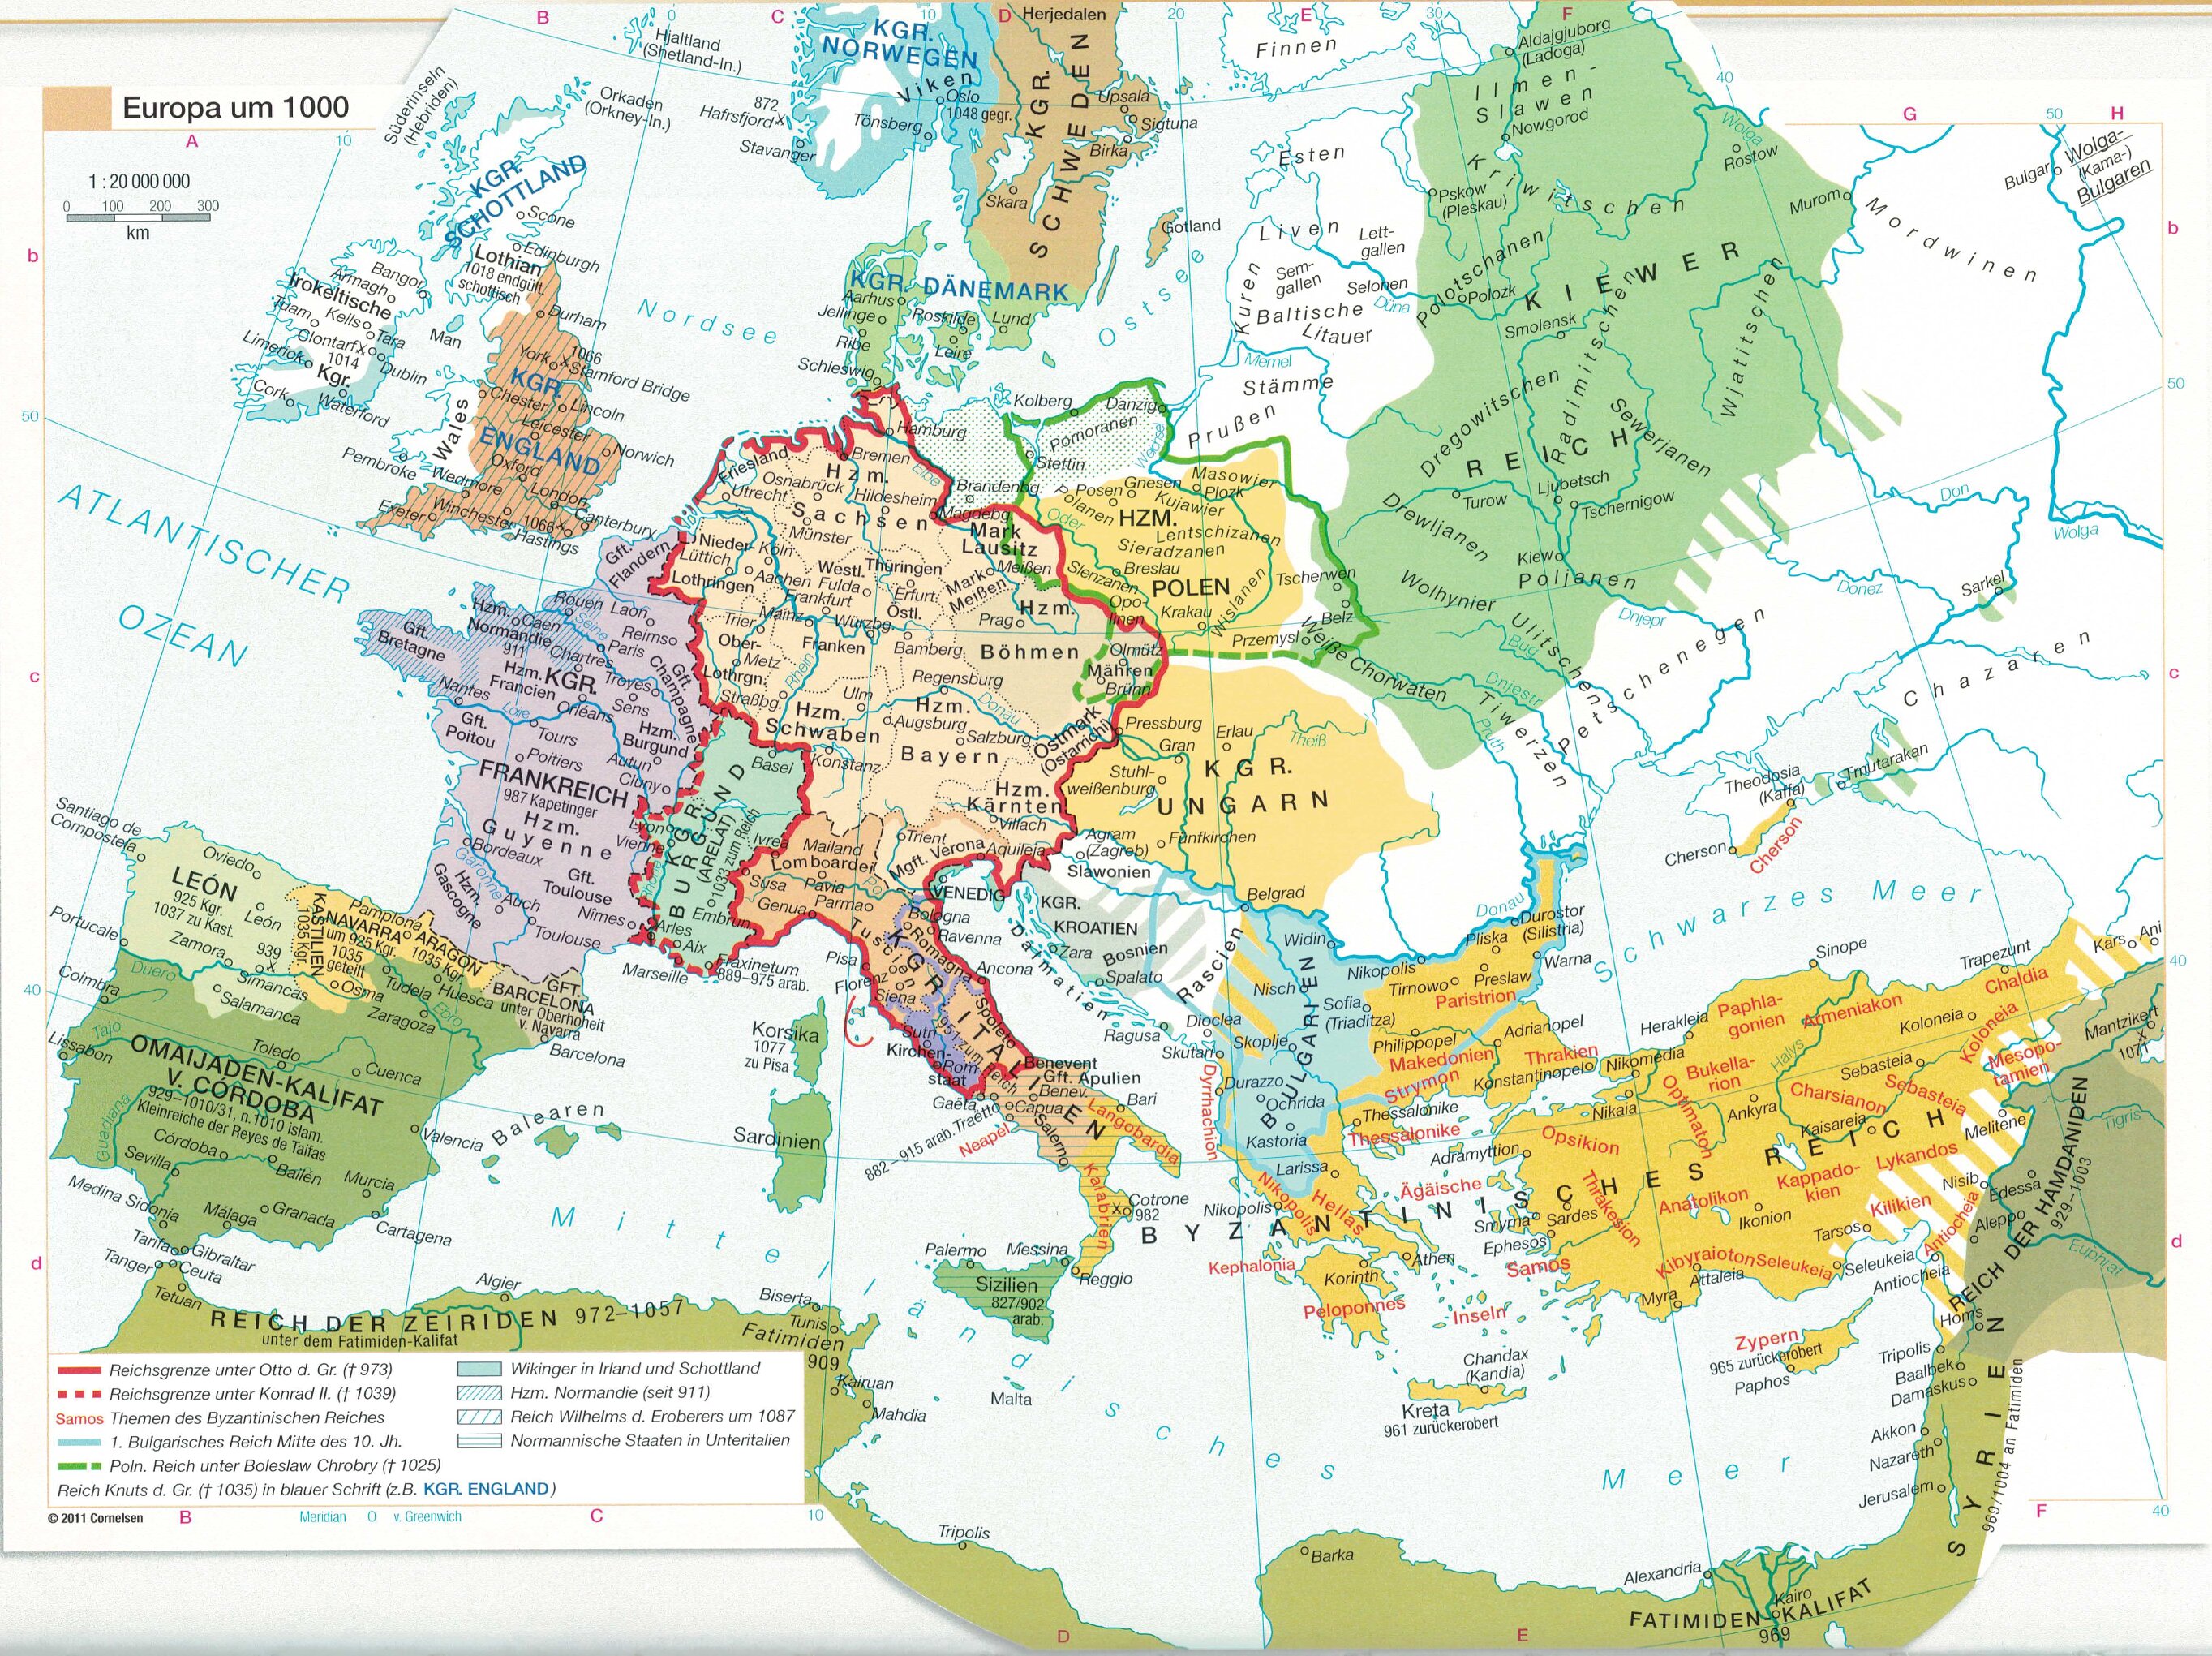 Europa um 1000
1 : 20 000 000
0 100 200 300
km
A
B
C
D
E
F
G
H
b
c
d
10
0
10
20
30
40
50
50
40
50
40
ATLANTISCHER
OZEAN
Nordsee
Ostsee
Mittelländisches Meer
Schwarzes Meer
Süderinseln
(Hebriden)
Hjaltland
(Shetland-In.)
Orkaden
(Orkney-In.)
KGR.
SCHOTTLAND
Scone
Edinburgh
Lothian
1018 endgült.
schottisch
Irokeltische
Kgr.
Bangor
Armagh
Tuam
Kells
Tara
Clontarf
1014
Limerick
Dublin
Cork
Waterford
Man
Durham
York
1066
Stamford Bridge
KGR.
ENGLAND
Chester
Lincoln
Leicester
Norwich
Wales
Pembroke
Wedmore
Oxford
London
Winchester
1066
Canterbury
Exeter
Hastings
KGR.
NORWEGEN
Viken
Oslo
1048 gegr.
872
Hafrsfjord
Tönsberg
Stavanger
Herjedalen
KGR.
SCHWEDEN
Upsala
Sigtuna
Birka
Skara
Gotland
KGR. DÄNEMARK
Aarhus
Jellinge
Roskilde
Lund
Ribe
Leire
Schleswig
Finnen
Esten
Liven
Lett-
gallen
Kuren
Sem-
gallen
Selonen
Baltische
Litauer
Düna
Memel
Stämme
Prußen
Aldajgjuborg
(Ladoga)
Ilmen-
Slawen
Nowgorod
Kriwitschen
Pskow
(Pleskau)
Wolga
Rostow
Murom
Mordwinen
Bulgar
Wolga-
(Kama-)
Bulgaren
Polotschanen
Polozk
KIEWER
REICH
Smolensk
Radimitschen
Wjatitschen
Dregowitschen
Sewerjanen
Ljubetsch
Turow
Tschernigow
Drewljanen
Kiew
Poljanen
Wolhynier
Ulitschen
Bug
Dnjepr
Dnjestr
Pruth
Tiwerzen
Weiße Chorwaten
Petschenegen
Don
Donez
Wolga
Sarkel
Chazaren
Tmutarakan
Theodosia
(Kaffa)
Cherson
Cherson
Kolberg
Danzig
Pomoranen
Stettin
Brandenbg.
Weichsel
Posen
Gnesen
Masowier
Plozk
Polanen
Kujawier
Oder
HZM.
POLEN
Lentschizanen
Sieradzanen
Breslau
Slenzanen
Opo-
linen
Krakau
Wislanen
Tscherwen
Belz
Przemysl
Friesland
Hamburg
Bremen
Elbe
Hzm.
Sachsen
Osnabrück
Hildesheim
Utrecht
Magdebg.
Münster
Mark
Lausitz
Nieder-
Lothringen
Köln
Lüttich
Aachen
Westl.
Thüringen
Fulda
Erfurt
Mark
Meißen
Meißen
Frankfurt
Mainz
Östl.
Franken
Würzbg.
Trier
Ober-
Lothrgn.
Metz
Bamberg
Prag
Hzm.
Böhmen
Olmütz
Mähren
Brünn
Rhein
Straßbg.
Regensburg
Donau
Ulm
Augsburg
Hzm.
Schwaben
Hzm.
Bayern
Salzburg
Ostmark
(Ostarrichi)
Konstanz
Basel
Hzm.
Kärnten
Villach
Trient
Mgft. Verona
Aquileja
Gft.
Flandern
Rouen
Laon
Hzm.
Normandie
911
Caen
Seine
Reims
Paris
Gft.
Bretagne
Chartres
Hzm.
Francien
Troyes
Gft.
Champagne
Sens
Orléans
KGR.
FRANKREICH
987 Kapetinger
Nantes
Loire
Tours
Gft.
Poitou
Poitiers
Hzm.
Burgund
Autun
Cluny
Hzm.
Guyenne
Bordeaux
Garonne
Hzm.
Gascogne
Auch
Gft.
Toulouse
Toulouse
Nîmes
KGR.
BURGUND
(ARELAT)
1033 zum Reich
Lyon
Vienne
Rhône
Embrun
Arles
Aix
Marseille
Fraxinetum
889–975 arab.
Ivrea
Mailand
Lombardei
Susa
Pavia
Po
Parma
Genua
VENEDIG
Bologna
Ravenna
Romagna
Tuscien
Pisa
Florenz
Siena
Ancona
Spoleto
KGR. ITALIEN
951 zum Reich
Sutri
Kirchen-
staat
Rom
Benevent
Gft. Apulien
Benev.
Bari
Gaeta
Traetto
Capua
882–915 arab.
Neapel
Salerno
Langobardia
Kalabrien
Cotrone
982
Reggio
Palermo
Messina
Sizilien
827/902
arab.
Korsika
1077
zu Pisa
Sardinien
Balearen
Malta
Santiago de
Compostela
Oviedo
LEÓN
925 Kgr.
1037 zu Kast.
León
Zamora
939
Simancas
Salamanca
Portucale
Duero
Coimbra
KASTILIEN
1035 Kgr.
Osma
Pamplona
NAVARRA
um 925 Kgr.
1035
geteilt
ARAGÓN
1035 Kgr.
Tudela
Huesca
Zaragoza
Ebro
GFT.
BARCELONA
unter Oberhoheit
v. Navarra
Barcelona
Tajo
Lissabon
Toledo
Cuenca
OMAIJADEN-KALIFAT
V. CÓRDOBA
929–1010/31, n.1010 islam.
Kleinreiche der Reyes de Taifas
Guadiana
Córdoba
Valencia
Sevilla
Bailén
Murcia
Medina Sidonia
Málaga
Granada
Cartagena
Tarifa
Gibraltar
Tanger
Ceuta
Tetuan
Algier
REICH DER ZEIRIDEN 972–1057
unter dem Fatimiden-Kalifat
Biserta
Tunis
Fatimiden
909
Kairuan
Mahdia
Tripolis
Barka
Pressburg
Erlau
Gran
Theiß
Stuhl-
weißenburg
KGR.
UNGARN
Agram
(Zagreb)
Fünfkirchen
Slawonien
Belgrad
KGR.
KROATIEN
Zara
Bosnien
Dalmatien
Spalato
Rascien
Ragusa
Dioclea
Skutari
Durazzo
Dyrrhachion
Widin
Donau
Durostor
(Silistria)
Pliska
Nikopolis
Warna
Preslaw
Tirnowo
Paristrion
Nisch
BULGARIEN
Sofia
(Triaditza)
Skoplje
Philippopel
Adrianopel
Makedonien
Thrakien
Strymon
Konstantinopel
Ochrida
Kastoria
Thessalonike
Thessalonike
Larissa
Nikopolis
Nikopolis
Hellas
Kephalonia
Korinth
Athen
Peloponnes
Ägäische
Inseln
BYZANTINISCHES REICH
Chandax
(Kandia)
Kreta
961 zurückerobert
Adramyttion
Smyrna
Sardes
Ephesos
Samos
Nikomedia
Nikaia
Herakleia
Opsikion
Optimaton
Bukella-
rion
Paphla-
gonien
Armeniakon
Sinope
Trapezunt
Chaldia
Kars
Ani
Koloneia
Koloneia
Halys
Ankyra
Charsianon
Sebasteia
Sebasteia
Kaisareia
Mesopo-
tamien
Mantzikert
1071
Melitene
Lykandos
Kappado-
kien
Thrakesion
Anatolikon
Ikonion
Kibyraioton
Seleukeia
Attaleia
Myra
Tarsos
Kilikien
Seleukeia
Antiocheia
Antiocheia
Nisib
Edessa
Aleppo
REICH DER HAMDANIDEN
929–1003
Tigris
Euphrat
Zypern
965 zurückerobert
Paphos
Homs
Tripolis
Baalbek
Damaskus
Akkon
Nazareth
Jerusalem
SYRIEN
969/1004 an Fatimiden
Alexandria
Kairo
FATIMIDEN-KALIFAT
969
Reichsgrenze unter Otto d. Gr. († 973)
Reichsgrenze unter Konrad II. († 1039)
Samos Themen des Byzantinischen Reiches
1. Bulgarisches Reich Mitte des 10. Jh.
Poln. Reich unter Boleslaw Chrobry († 1025)
Reich Knuts d. Gr. († 1035) in blauer Schrift (z.B. KGR. ENGLAND)
Wikinger in Irland und Schottland
Hzm. Normandie (seit 911)
Reich Wilhelms d. Eroberers um 1087
Normannische Staaten in Unteritalien
© 2011 Cornelsen
B
Meridian O v. Greenwich
C
10
D
E
F
40